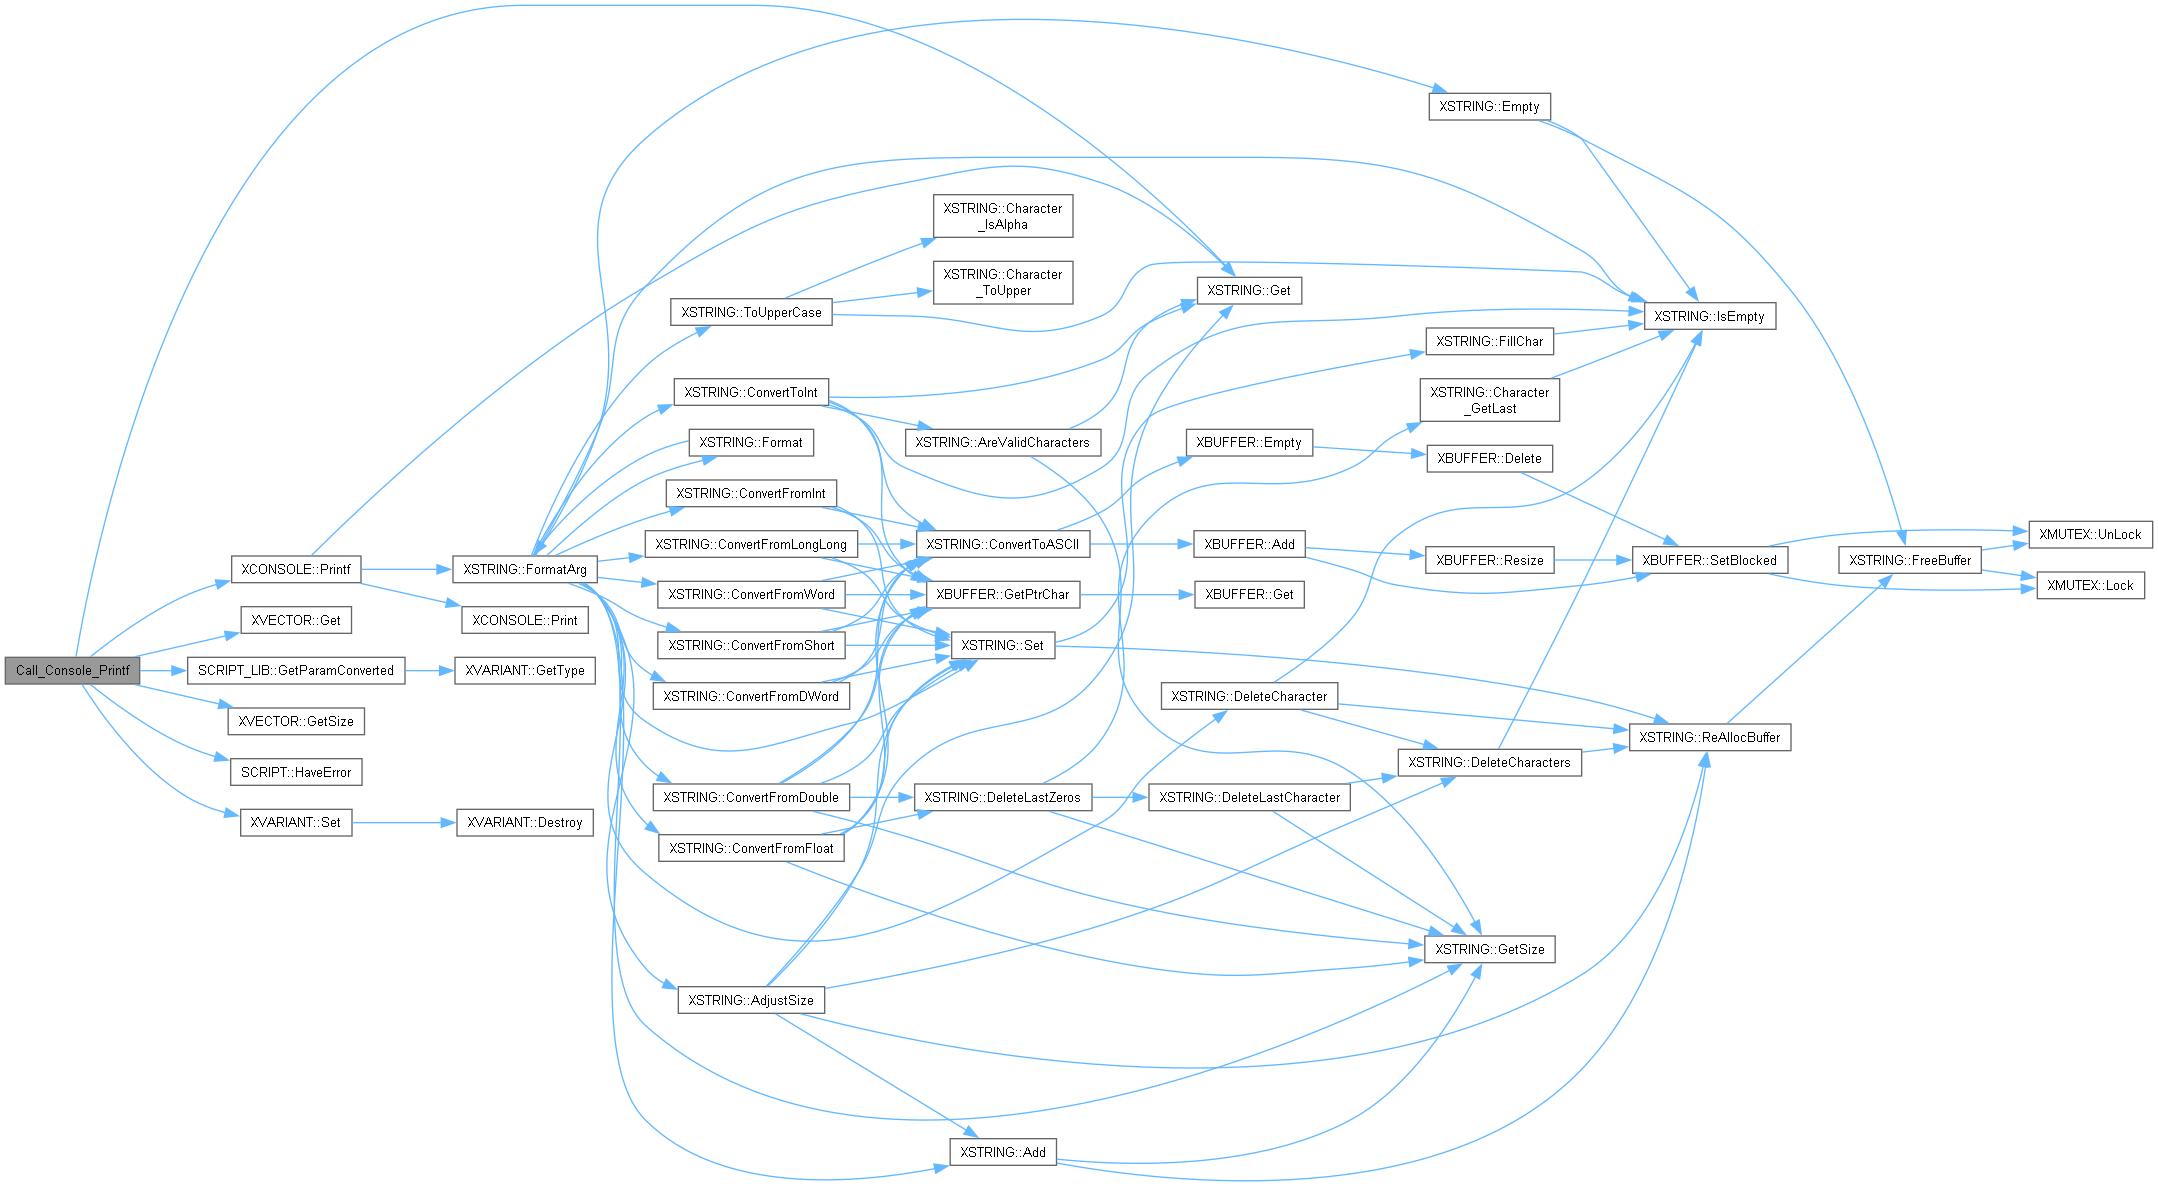 Call_Console_Printf
XCONSOLE::Printf
XVECTOR::Get
SCRIPT_LIB::GetParamConverted
XVECTOR::GetSize
SCRIPT::HaveError
XVARIANT::Set
XSTRING::FormatArg
XCONSOLE::Print
XVARIANT::GetType
XVARIANT::Destroy
XSTRING::ToUpperCase
XSTRING::ConvertToInt
XSTRING::Format
XSTRING::ConvertFromInt
XSTRING::ConvertFromLongLong
XSTRING::ConvertFromWord
XSTRING::ConvertFromShort
XSTRING::ConvertFromDWord
XSTRING::ConvertFromDouble
XSTRING::ConvertFromFloat
XSTRING::AdjustSize
XSTRING::Character
_IsAlpha
XSTRING::Character
_ToUpper
XSTRING::AreValidCharacters
XSTRING::ConvertToASCII
XBUFFER::GetPtrChar
XSTRING::Set
XSTRING::DeleteLastZeros
XSTRING::Add
XSTRING::Get
XBUFFER::Empty
XBUFFER::Add
XBUFFER::Get
XSTRING::DeleteCharacter
XSTRING::DeleteLastCharacter
XSTRING::Empty
XSTRING::FillChar
XSTRING::Character
_GetLast
XBUFFER::Delete
XBUFFER::Resize
XSTRING::DeleteCharacters
XSTRING::GetSize
XSTRING::IsEmpty
XBUFFER::SetBlocked
XSTRING::ReAllocBuffer
XSTRING::FreeBuffer
XMUTEX::UnLock
XMUTEX::Lock